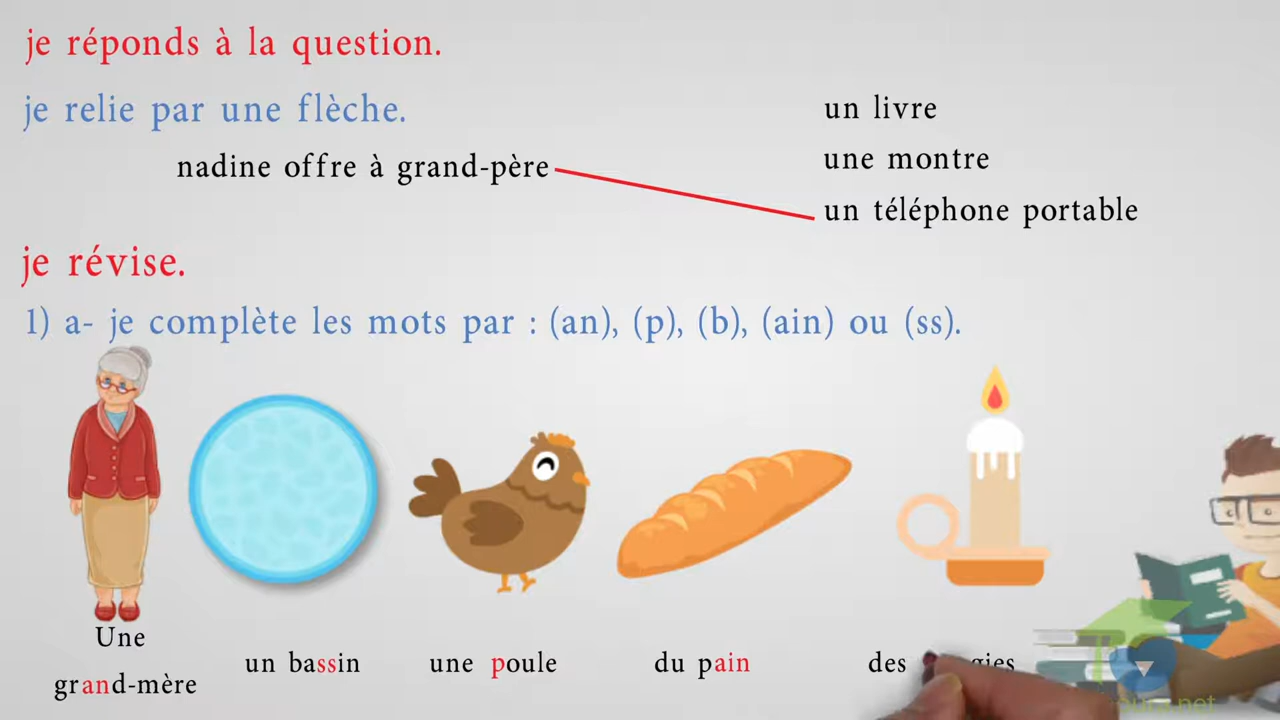 je réponds à la question.
je relie par une flèche.
un livre
une montre
nadine offre à grand-père
un téléphone portable
je révise.
1) a- je complète les mots par : (an), (p), (b), (ain) ou (ss).
Une
grand-mère
un bassin
une poule
du pain
des